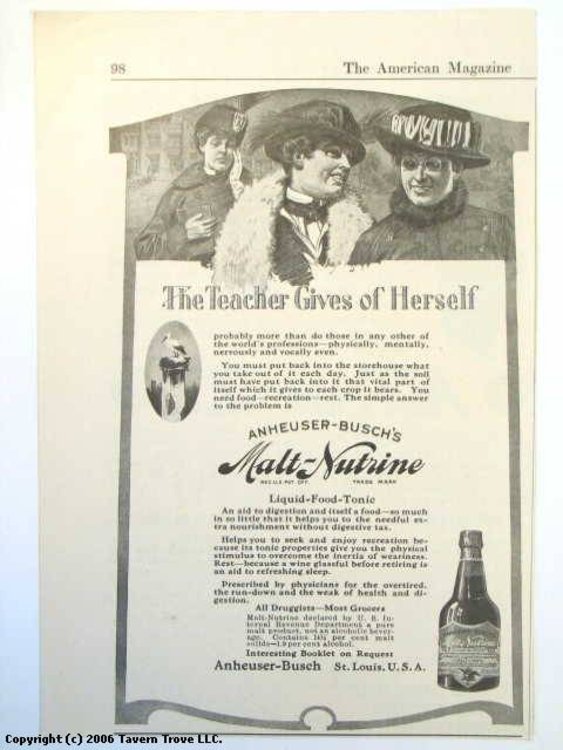 98
The American Magazine
The Teacher Gives of Herself
probably more than do those in any other of
the world's professions—physically, mentally,
nervously and vocally even.
You must put back into the storehouse what
you take out of it each day. Just as the soil
must have put back into it that vital part of
itself which it gives to each crop it bears. You
need food—recreation—rest. The simple answer
to the problem is
ANHEUSER-BUSCH'S
Malt-Nutrine
REG. U.S. PAT. OFF. TRADE MARK
Liquid-Food-Tonic
An aid to digestion and itself a food—so much
in so little that it helps you to the needful ex-
tra nourishment without digestive tax.
Helps you to seek and enjoy recreation be-
cause its tonic properties give you the physical
stimulus to overcome the inertia of weariness.
Rest—because a wine glassful before retiring is
an aid to refreshing sleep.
Prescribed by physicians for the overtired,
the run-down and the weak of health and di-
gestion.
All Druggists—Most Grocers
Malt-Nutrine declared by U. S. In-
ternal Revenue Department a pure
malt product, not an alcoholic bever-
age. Contains 14½ per cent malt
solids—1.9 per cent alcohol.
Interesting Booklet on Request
Anheuser-Busch St. Louis, U.S.A.
Malt-Nutrine
Copyright (c) 2006 Tavern Trove LLC.